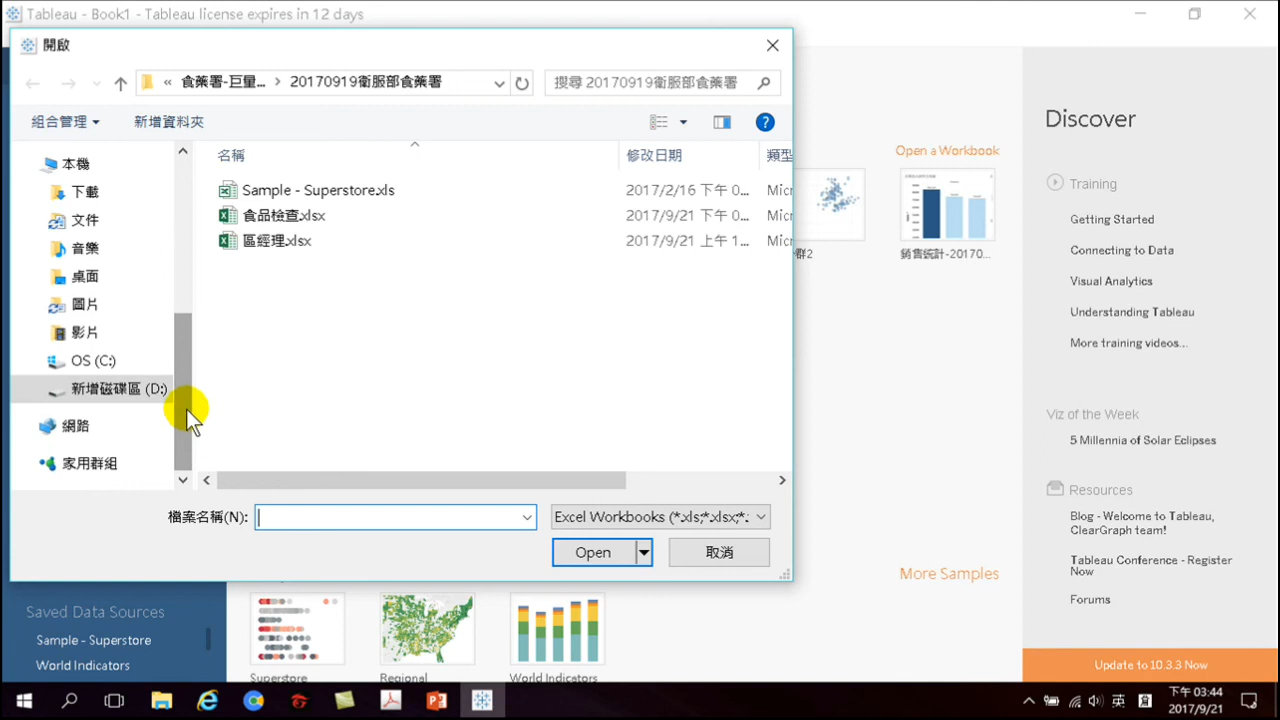 Tableau - Book1 - Tableau license expires in 12 days
開啟
« 食藥署-巨量... › 20170919衛服部食藥署
搜尋 20170919衛服部食藥署
組合管理
新增資料夾
名稱
修改日期
類型
Sample - Superstore.xls
2017/2/16 下午 0...
Micr
食品檢查.xlsx
2017/9/21 下午 0...
Micr
區經理.xlsx
2017/9/21 上午 1...
Micr
本機
下載
文件
音樂
桌面
圖片
影片
OS (C:)
新增磁碟區 (D:)
網路
家用群組
檔案名稱(N):
Excel Workbooks (*.xls;*.xlsx;*.
Open
取消
Open a Workbook
群2
銷售統計-20170...
More Samples
Superstore
Regional
World Indicators
Saved Data Sources
Sample - Superstore
World Indicators
Discover
Training
Getting Started
Connecting to Data
Visual Analytics
Understanding Tableau
More training videos...
Viz of the Week
5 Millennia of Solar Eclipses
Resources
Blog - Welcome to Tableau,
ClearGraph team!
Tableau Conference - Register
Now
Forums
Update to 10.3.3 Now
英
下午 03:44
2017/9/21